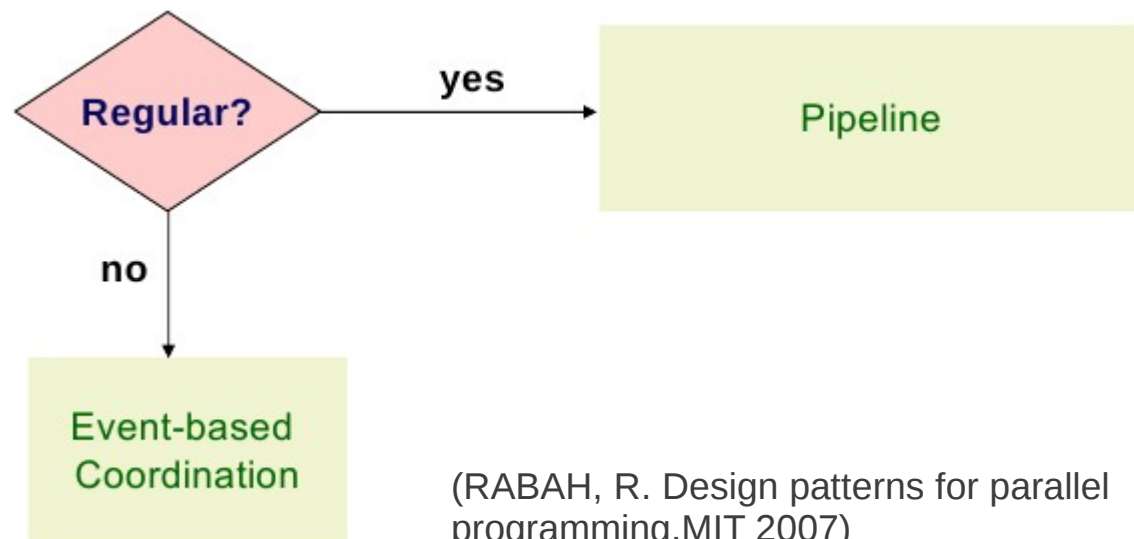 Regular?
yes
Pipeline
no
Event-based
Coordination
(RABAH, R. Design patterns for parallel
programming.MIT 2007)